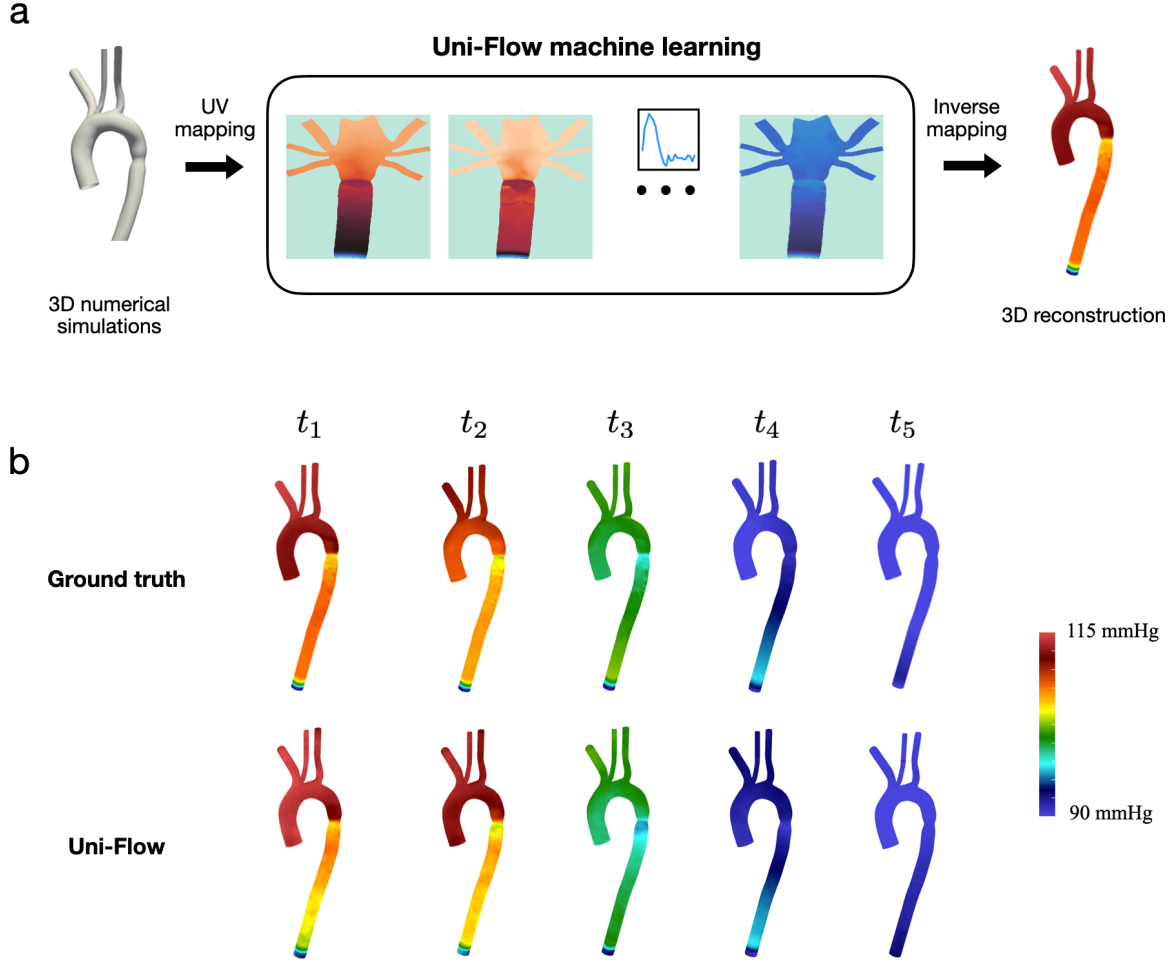 a
Uni-Flow machine learning
UV
mapping
Inverse
mapping
3D numerical
simulations
3D reconstruction
t1
t2
t3
t4
t5
b
Ground truth
115 mmHg
90 mmHg
Uni-Flow